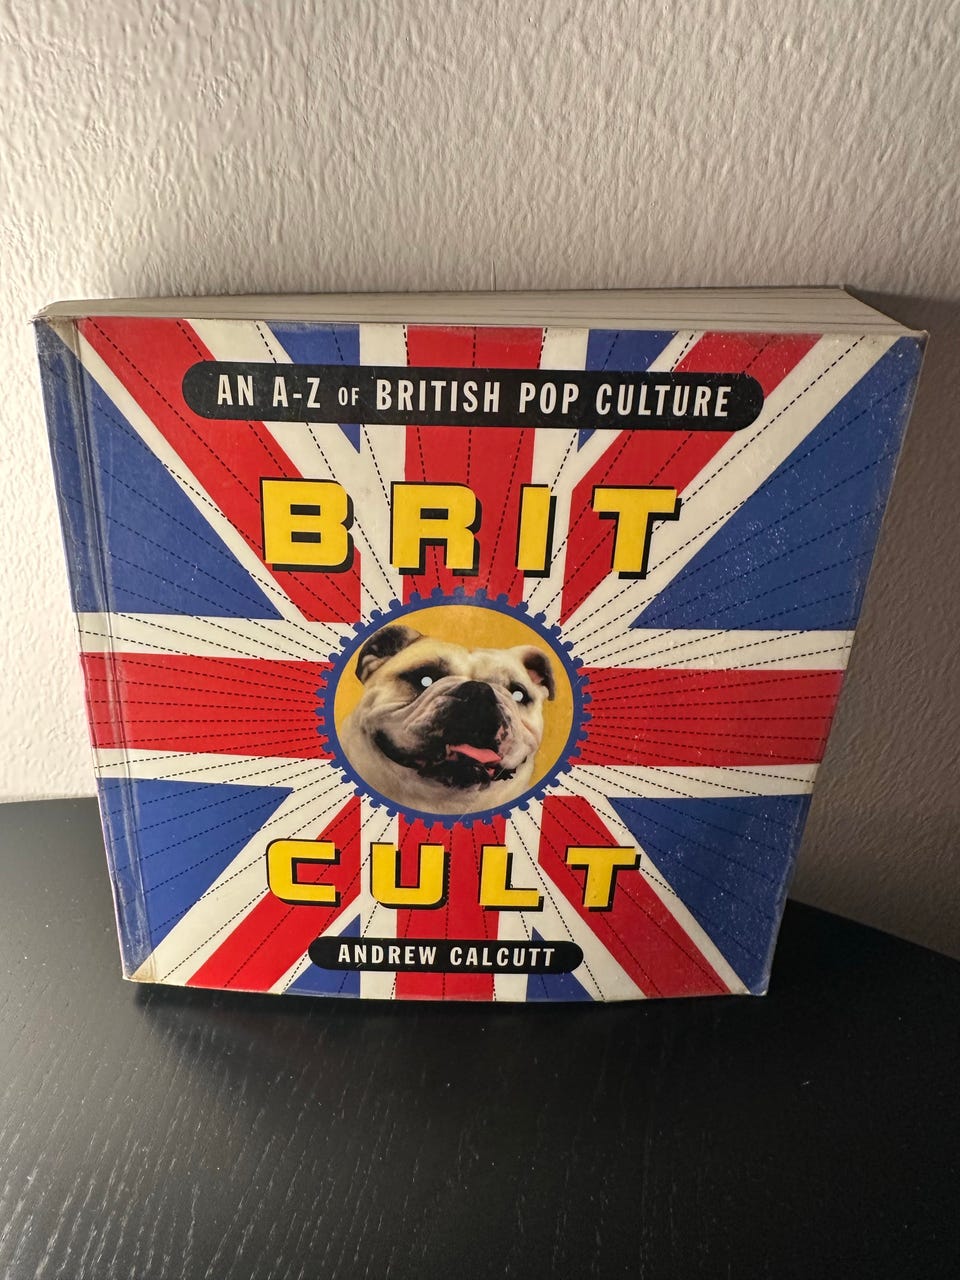 AN A-Z OF BRITISH POP CULTURE
BRIT
CULT
ANDREW CALCUTT